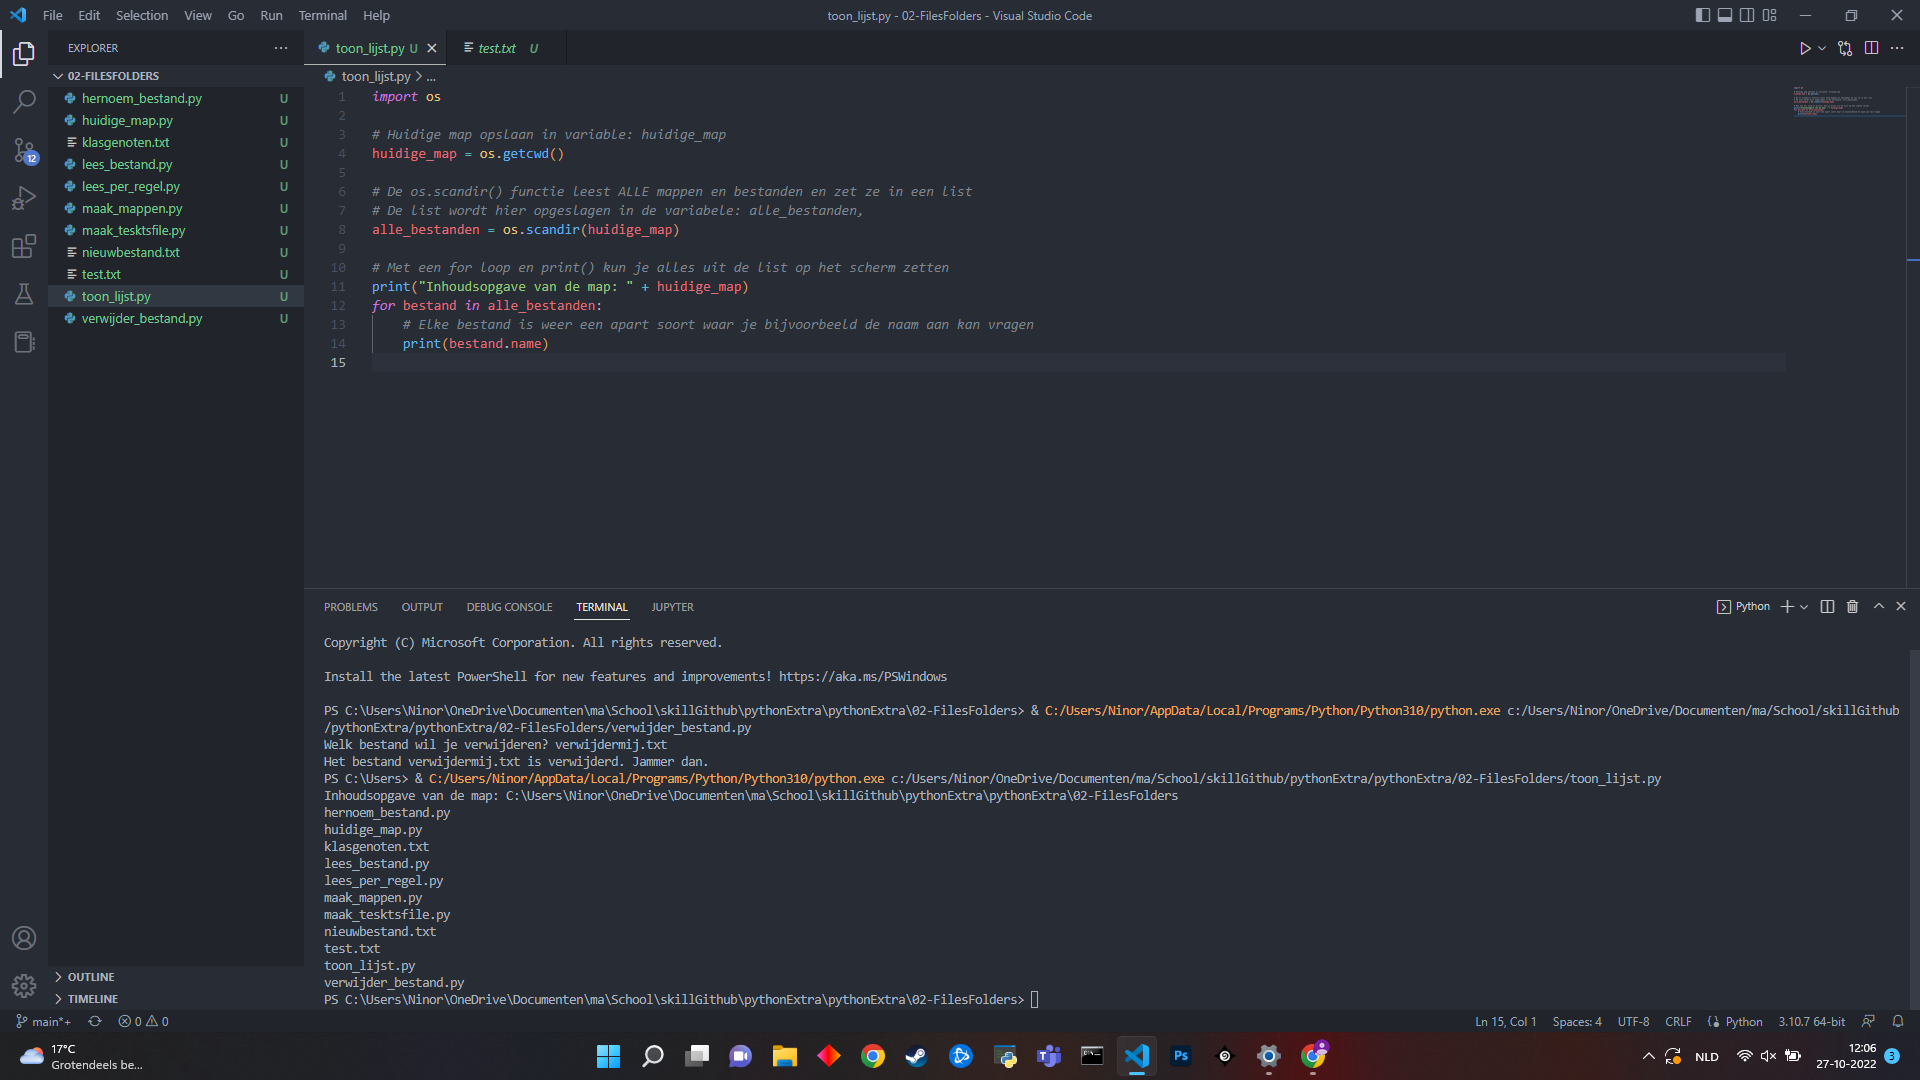 File Edit Selection View Go Run Terminal Help
toon_lijst.py - 02-FilesFolders - Visual Studio Code
EXPLORER
02-FILESFOLDERS
hernoem_bestand.py U
huidige_map.py U
klasgenoten.txt U
lees_bestand.py U
lees_per_regel.py U
maak_mappen.py U
maak_tesktsfile.py U
nieuwbestand.txt U
test.txt U
toon_lijst.py U
verwijder_bestand.py U
12
OUTLINE
TIMELINE
toon_lijst.py U
test.txt U
toon_lijst.py > ...
1 import os
2
3 # Huidige map opslaan in variable: huidige_map
4 huidige_map = os.getcwd()
5
6 # De os.scandir() functie leest ALLE mappen en bestanden en zet ze in een list
7 # De list wordt hier opgeslagen in de variabele: alle_bestanden,
8 alle_bestanden = os.scandir(huidige_map)
9
10 # Met een for loop en print() kun je alles uit de list op het scherm zetten
11 print("Inhoudsopgave van de map: " + huidige_map)
12 for bestand in alle_bestanden:
13 # Elke bestand is weer een apart soort waar je bijvoorbeeld de naam aan kan vragen
14 print(bestand.name)
15
PROBLEMS OUTPUT DEBUG CONSOLE TERMINAL JUPYTER
Python
Copyright (C) Microsoft Corporation. All rights reserved.
Install the latest PowerShell for new features and improvements! https://aka.ms/PSWindows
PS C:\Users\Ninor\OneDrive\Documenten\ma\School\skillGithub\pythonExtra\pythonExtra\02-FilesFolders> & C:/Users/Ninor/AppData/Local/Programs/Python/Python310/python.exe c:/Users/Ninor/OneDrive/Documenten/ma/School/skillGithub
/pythonExtra/pythonExtra/02-FilesFolders/verwijder_bestand.py
Welk bestand wil je verwijderen? verwijdermij.txt
Het bestand verwijdermij.txt is verwijderd. Jammer dan.
PS C:\Users> & C:/Users/Ninor/AppData/Local/Programs/Python/Python310/python.exe c:/Users/Ninor/OneDrive/Documenten/ma/School/skillGithub/pythonExtra/pythonExtra/02-FilesFolders/toon_lijst.py
Inhoudsopgave van de map: C:\Users\Ninor\OneDrive\Documenten\ma\School\skillGithub\pythonExtra\pythonExtra\02-FilesFolders
hernoem_bestand.py
huidige_map.py
klasgenoten.txt
lees_bestand.py
lees_per_regel.py
maak_mappen.py
maak_tesktsfile.py
nieuwbestand.txt
test.txt
toon_lijst.py
verwijder_bestand.py
PS C:\Users\Ninor\OneDrive\Documenten\ma\School\skillGithub\pythonExtra\pythonExtra\02-FilesFolders>
main*+ 0 0
Ln 15, Col 1 Spaces: 4 UTF-8 CRLF Python 3.10.7 64-bit
17°C
Grotendeels be...
Ps
NLD
12:06
27-10-2022
3